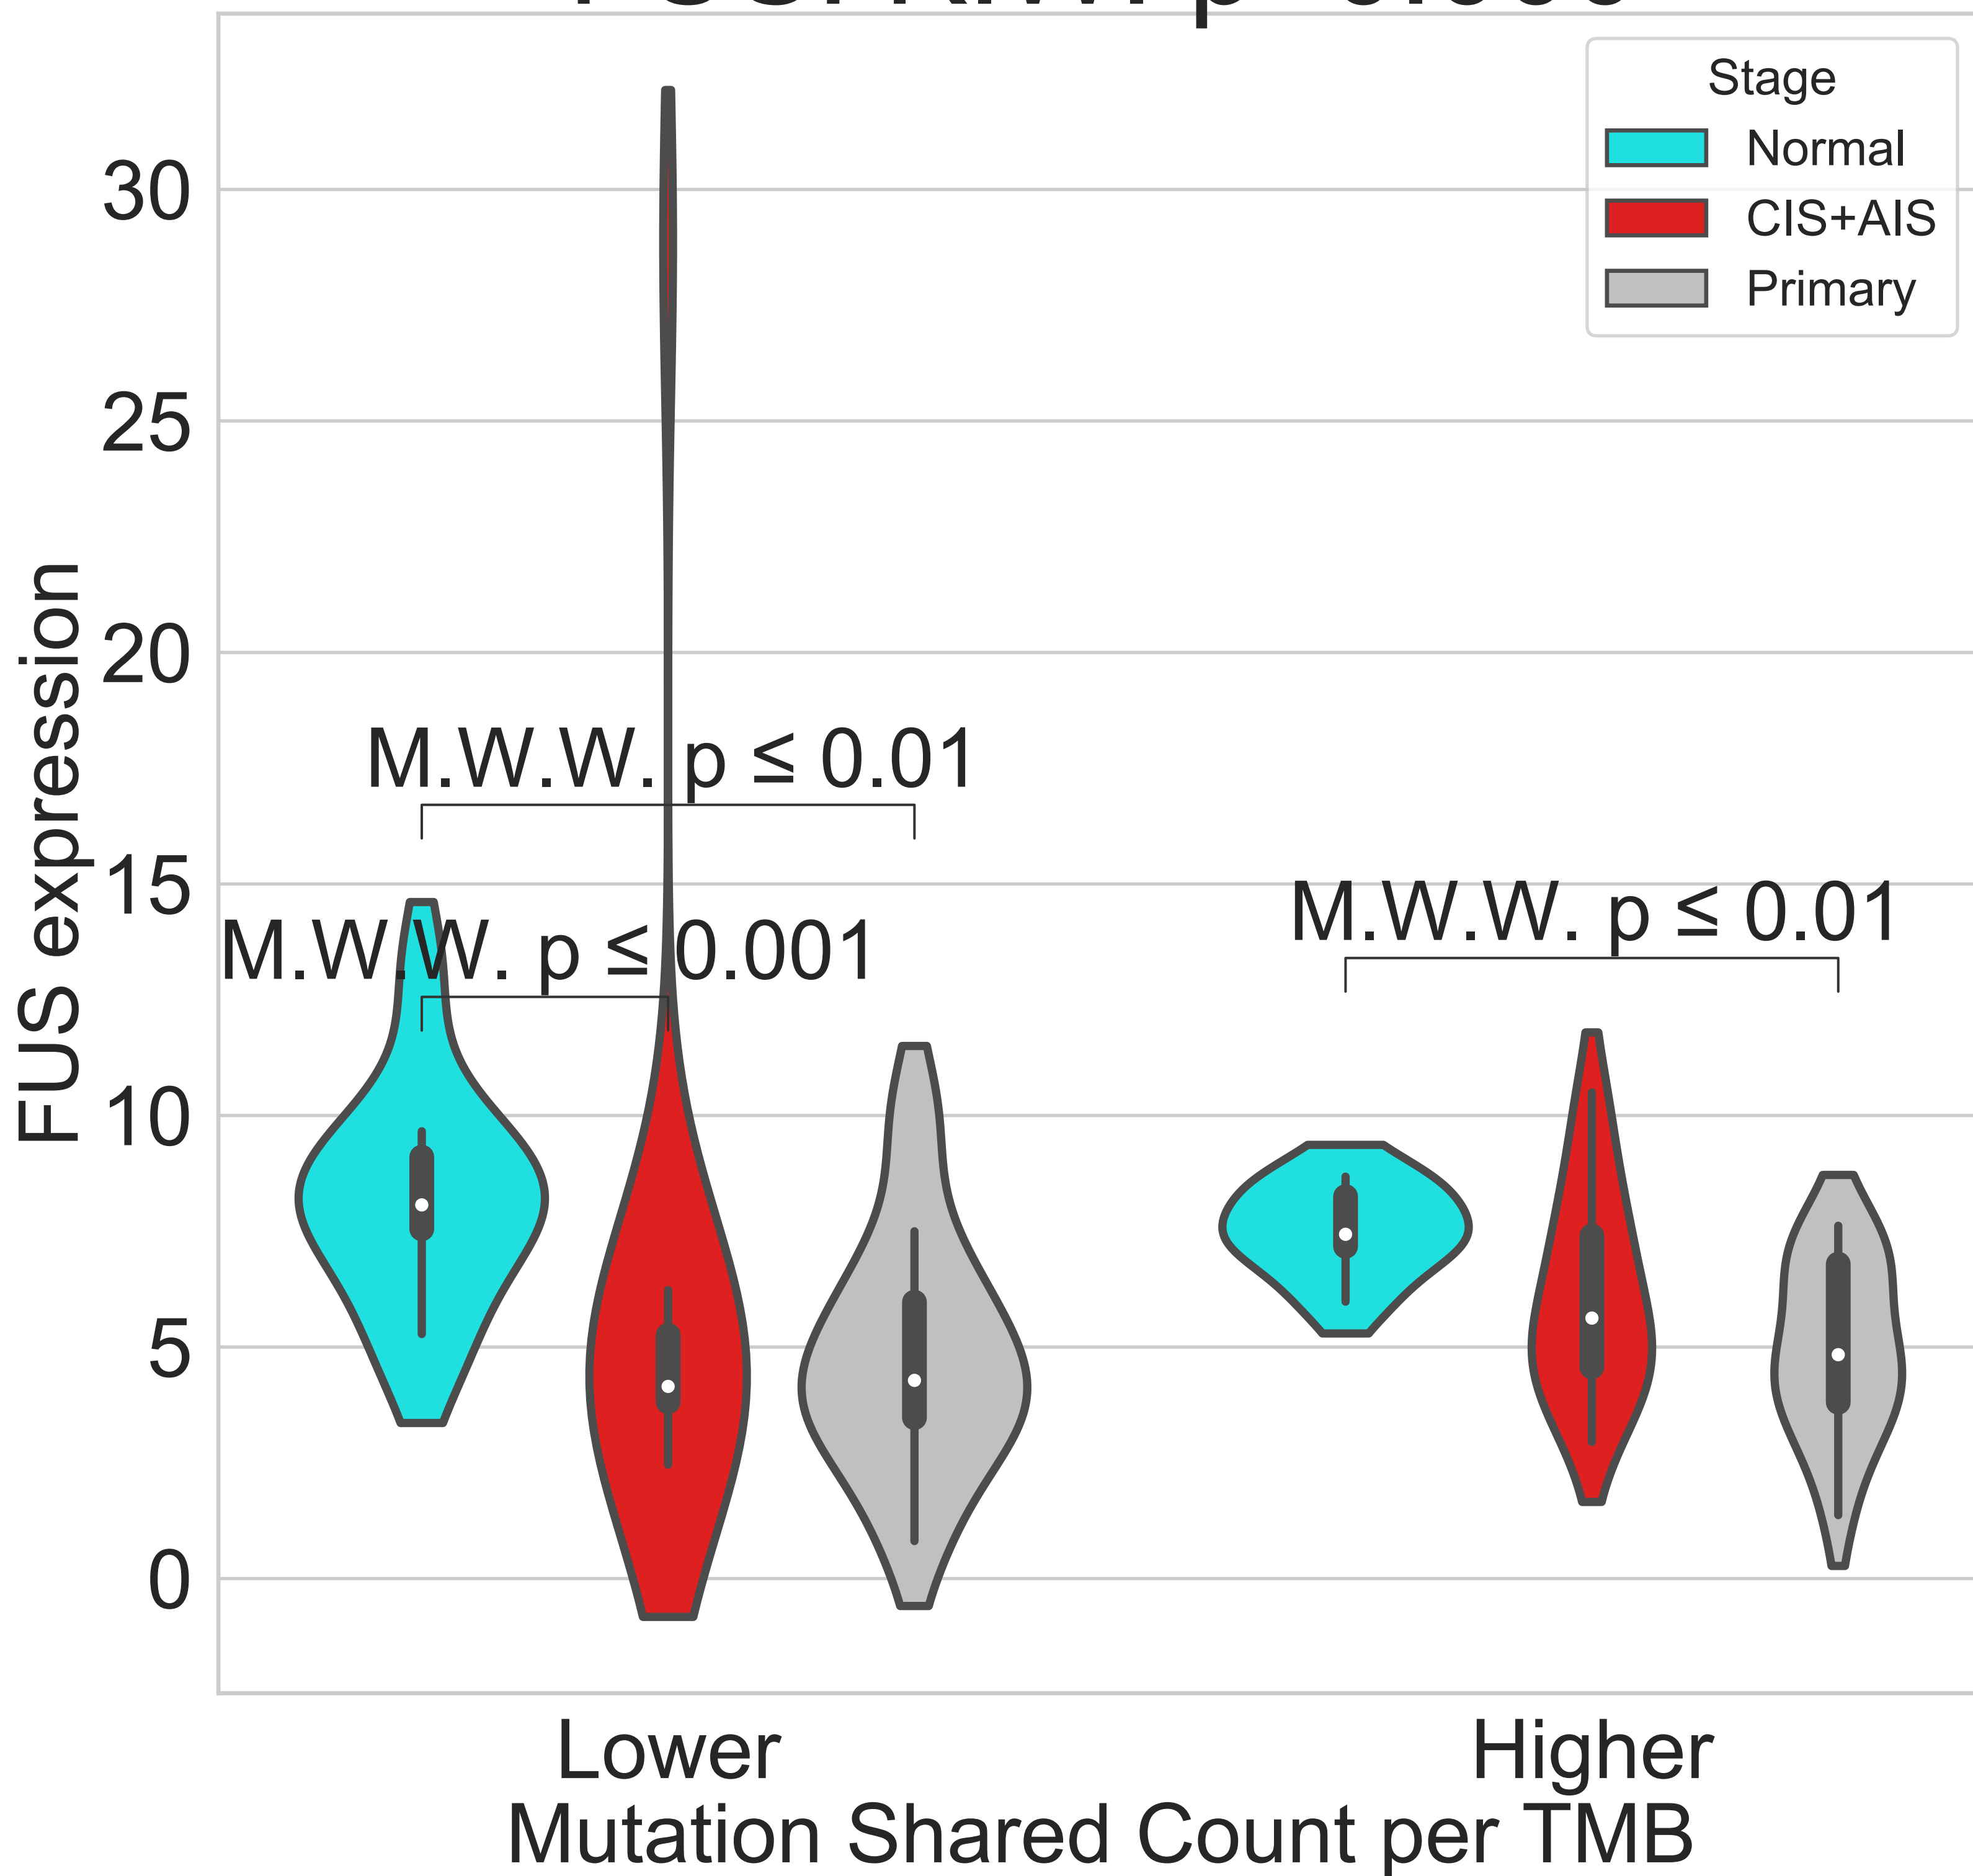 Stage
Normal
CIS+AIS
Primary
FUS expression
30
25
20
15
10
5
0
M.W.W. p ≤ 0.01
M.W.W. p ≤ 0.001
M.W.W. p ≤ 0.01
Lower
Higher
Mutation Shared Count per TMB